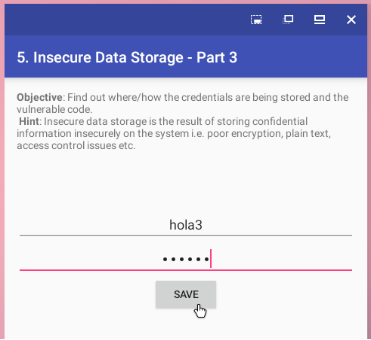 5. Insecure Data Storage - Part 3
Objective: Find out where/how the credentials are being stored and the
vulnerable code.
Hint: Insecure data storage is the result of storing confidential
information insecurely on the system i.e. poor encryption, plain text,
access control issues etc.
hola3
••••••
SAVE